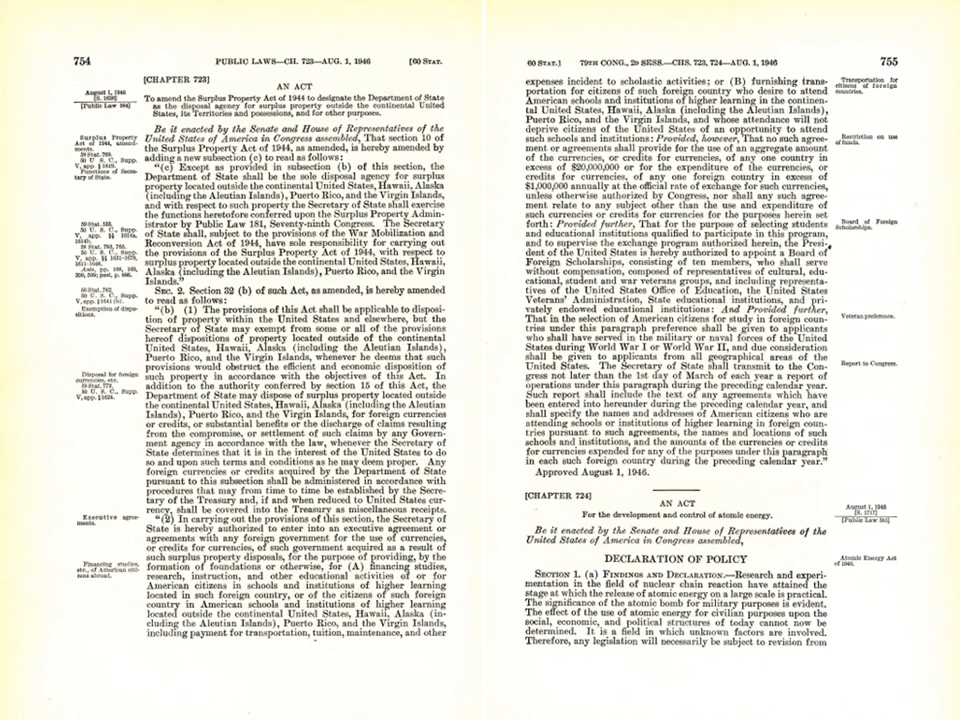 754 PUBLIC LAWS—CH. 723—AUG. 1, 1946 [60 STAT.
[CHAPTER 723]
AN ACT
August 1, 1946
[S. 1636]
[Public Law 584]
To amend the Surplus Property Act of 1944 to designate the Department of State
as the disposal agency for surplus property outside the continental United
States, its Territories and possessions, and for other purposes.
Be it enacted by the Senate and House of Representatives of the
United States of America in Congress assembled, That section 10 of
the Surplus Property Act of 1944, as amended, is hereby amended by
adding a new subsection (c) to read as follows:
Surplus Property
Act of 1944, amend-
ments.
58 Stat. 769.
50 U. S. C., Supp.
V, app. § 1619.
Functions of Secre-
tary of State.
"(c) Except as provided in subsection (b) of this section, the
Department of State shall be the sole disposal agency for surplus
property located outside the continental United States, Hawaii, Alaska
(including the Aleutian Islands), Puerto Rico, and the Virgin Islands,
and with respect to such property the Secretary of State shall exercise
the functions heretofore conferred upon the Surplus Property Admin-
istrator by Public Law 181, Seventy-ninth Congress. The Secretary
of State shall, subject to the provisions of the War Mobilization and
Reconversion Act of 1944, have sole responsibility for carrying out
the provisions of the Surplus Property Act of 1944, with respect to
surplus property located outside the continental United States, Hawaii,
Alaska (including the Aleutian Islands), Puerto Rico, and the Virgin
Islands."
59 Stat. 533.
50 U. S. C., Supp.
V, app. §§ 1614a,
1614b.
58 Stat. 785, 765.
50 U. S. C., Supp.
Ante, pp. 168, 169,
SEC. 2. Section 32 (b) of such Act, as amended, is hereby amended
to read as follows:
58 Stat. 782.
50 U. S. C., Supp.
V, app. § 1641 (b).
Exemption of dispo-
sitions.
"(b) (1) The provisions of this Act shall be applicable to disposi-
tion of property within the United States and elsewhere, but the
Secretary of State may exempt from some or all of the provisions
hereof dispositions of property located outside of the continental
United States, Hawaii, Alaska (including the Aleutian Islands),
Puerto Rico, and the Virgin Islands, whenever he deems that such
provisions would obstruct the efficient and economic disposition of
such property in accordance with the objectives of this Act. In
addition to the authority conferred by section 15 of this Act, the
Department of State may dispose of surplus property located outside
the continental United States, Hawaii, Alaska (including the Aleutian
Islands), Puerto Rico, and the Virgin Islands, for foreign currencies
or credits, or substantial benefits or the discharge of claims resulting
from the compromise, or settlement of such claims by any Govern-
ment agency in accordance with the law, whenever the Secretary of
State determines that it is in the interest of the United States to do
so and upon such terms and conditions as he may deem proper. Any
foreign currencies or credits acquired by the Department of State
pursuant to this subsection shall be administered in accordance with
procedures that may from time to time be established by the Secre-
tary of the Treasury and, if and when reduced to United States cur-
rency, shall be covered into the Treasury as miscellaneous receipts.
Disposal for foreign
currencies, etc.
58 Stat. 772.
50 U. S. C., Supp.
V, app. § 1624.
"(2) In carrying out the provisions of this section, the Secretary of
State is hereby authorized to enter into an executive agreement or
agreements with any foreign government for the use of currencies,
or credits for currencies, of such government acquired as a result of
such surplus property disposals, for the purpose of providing, by the
formation of foundations or otherwise, for (A) financing studies,
research, instruction, and other educational activities of or for
American citizens in schools and institutions of higher learning
located in such foreign country, or of the citizens of such foreign
country in American schools and institutions of higher learning
located outside the continental United States, Hawaii, Alaska (in-
cluding the Aleutian Islands), Puerto Rico, and the Virgin Islands,
including payment for transportation, tuition, maintenance, and other
Executive agree-
ments.
Financing studies,
etc., of American citi-
zens abroad.
60 STAT.] 79TH CONG., 2D SESS.—CHS. 723, 724—AUG. 1, 1946 755
expenses incident to scholastic activities; or (B) furnishing trans-
portation for citizens of such foreign country who desire to attend
American schools and institutions of higher learning in the continen-
tal United States, Hawaii, Alaska (including the Aleutian Islands),
Puerto Rico, and the Virgin Islands, and whose attendance will not
deprive citizens of the United States of an opportunity to attend
such schools and institutions: Provided, however, That no such agree-
ment or agreements shall provide for the use of an aggregate amount
of the currencies, or credits for currencies, of any one country in
excess of $20,000,000 or for the expenditure of the currencies, or
credits for currencies, of any one foreign country in excess of
$1,000,000 annually at the official rate of exchange for such currencies,
unless otherwise authorized by Congress, nor shall any such agree-
ment relate to any subject other than the use and expenditure of
such currencies or credits for currencies for the purposes herein set
forth: Provided further, That for the purpose of selecting students
and educational institutions qualified to participate in this program,
and to supervise the exchange program authorized herein, the Presi-
dent of the United States is hereby authorized to appoint a Board of
Foreign Scholarships, consisting of ten members, who shall serve
without compensation, composed of representatives of cultural, edu-
cational, student and war veterans groups, and including representa-
tives of the United States Office of Education, the United States
Veterans' Administration, State educational institutions, and pri-
vately endowed educational institutions: And Provided further,
That in the selection of American citizens for study in foreign coun-
tries under this paragraph preference shall be given to applicants
who shall have served in the military or naval forces of the United
States during World War I or World War II, and due consideration
shall be given to applicants from all geographical areas of the
United States. The Secretary of State shall transmit to the Con-
gress not later than the 1st day of March of each year a report of
operations under this paragraph during the preceding calendar year.
Such report shall include the text of any agreements which have
been entered into hereunder during the preceding calendar year, and
shall specify the names and addresses of American citizens who are
attending schools or institutions of higher learning in foreign coun-
tries pursuant to such agreements, the names and locations of such
schools and institutions, and the amounts of the currencies or credits
for currencies expended for any of the purposes under this paragraph
in each such foreign country during the preceding calendar year."
Approved August 1, 1946.
Transportation for
citizens of foreign
countries.
Restriction on use
of funds.
Board of Foreign
Scholarships.
Veteran preference.
Report to Congress.
[CHAPTER 724]
AN ACT
For the development and control of atomic energy.
August 1, 1946
[S. 1717]
[Public Law 585]
Be it enacted by the Senate and House of Representatives of the
United States of America in Congress assembled,
DECLARATION OF POLICY
Atomic Energy Act
of 1946.
SECTION 1. (a) FINDINGS AND DECLARATION.—Research and experi-
mentation in the field of nuclear chain reaction have attained the
stage at which the release of atomic energy on a large scale is practical.
The significance of the atomic bomb for military purposes is evident.
The effect of the use of atomic energy for civilian purposes upon the
social, economic, and political structures of today cannot now be
determined. It is a field in which unknown factors are involved.
Therefore, any legislation will necessarily be subject to revision from